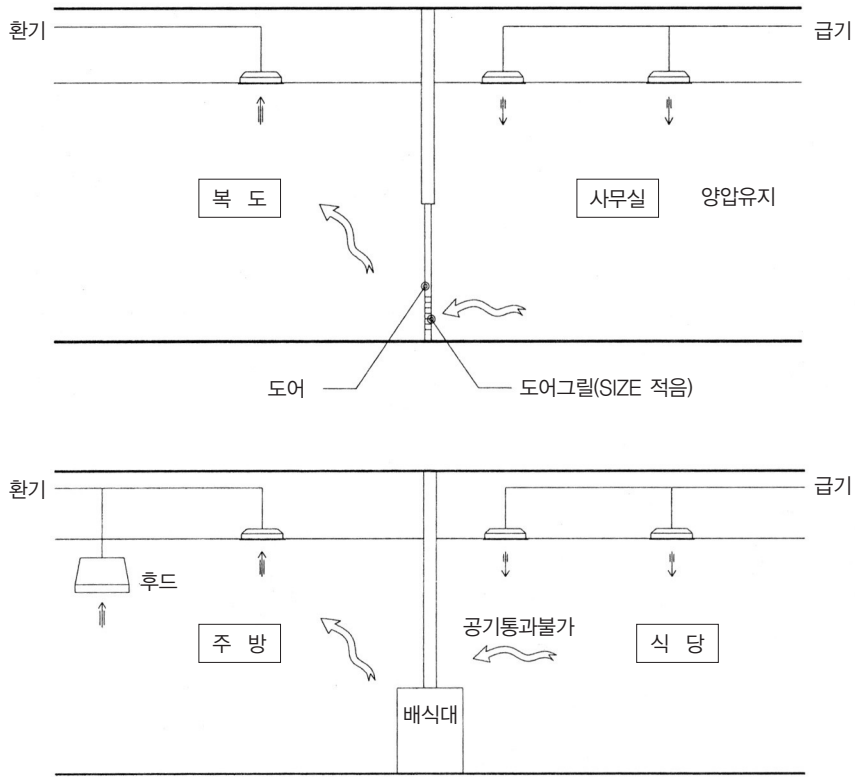 환기
급기
복 도
사무실
양압유지
도어
도어그릴(SIZE 적음)
환기
급기
후드
공기통과불가
주 방
식 당
배식대